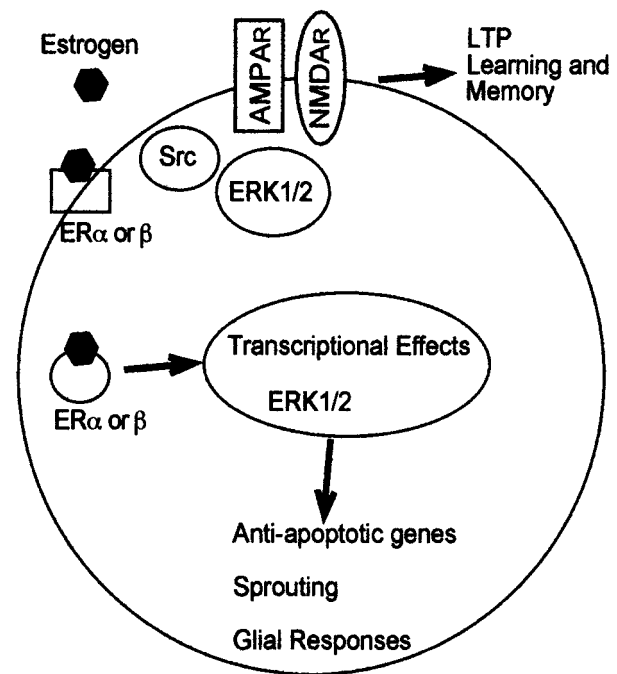 Estrogen
AMPAR
NMDAR
LTP
Learning and
Memory
Src
ERK1/2
ERα or β
Transcriptional Effects
ERK1/2
ERα or β
Anti-apoptotic genes
Sprouting
Glial Responses